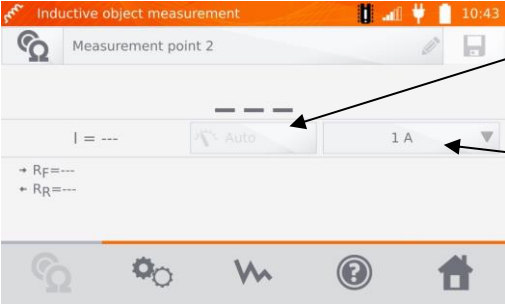 Inductive object measurement 10:43
Measurement point 2
---
I = --- Auto 1 A
→ RF=---
← RR=---